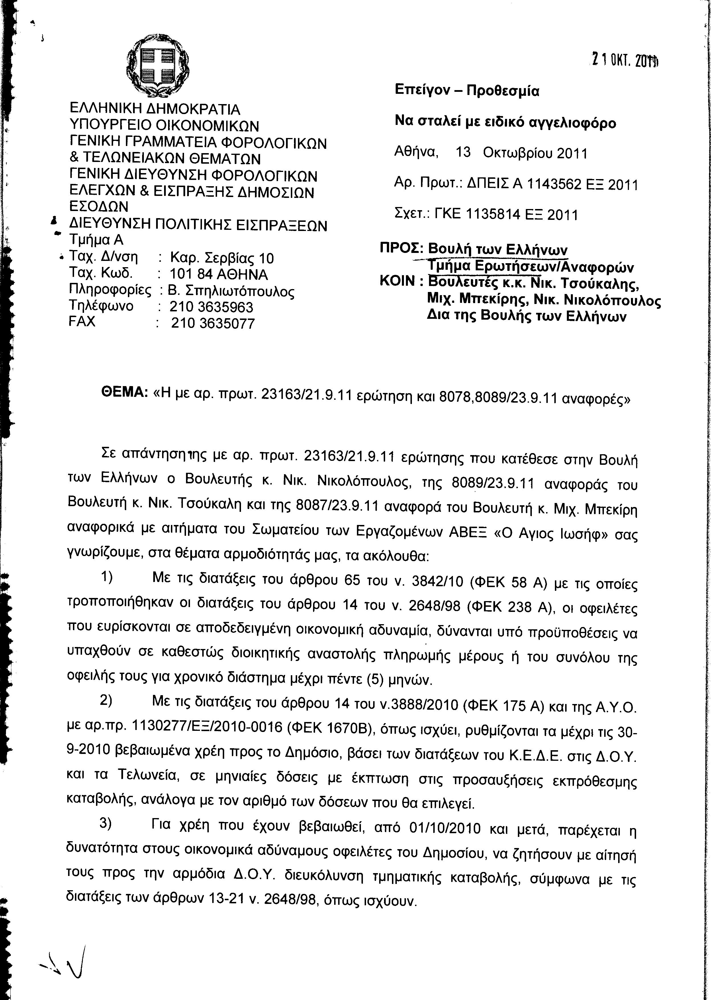 21 ΟΚΤ. 2011
Επείγον – Προθεσμία
Να σταλεί με ειδικό αγγελιοφόρο
Αθήνα, 13 Οκτωβρίου 2011
Αρ. Πρωτ.: ΔΠΕΙΣ Α 1143562 ΕΞ 2011
Σχετ.: ΓΚΕ 1135814 ΕΞ 2011
ΕΛΛΗΝΙΚΗ ΔΗΜΟΚΡΑΤΙΑ
ΥΠΟΥΡΓΕΙΟ ΟΙΚΟΝΟΜΙΚΩΝ
ΓΕΝΙΚΗ ΓΡΑΜΜΑΤΕΙΑ ΦΟΡΟΛΟΓΙΚΩΝ
& ΤΕΛΩΝΕΙΑΚΩΝ ΘΕΜΑΤΩΝ
ΓΕΝΙΚΗ ΔΙΕΥΘΥΝΣΗ ΦΟΡΟΛΟΓΙΚΩΝ
ΕΛΕΓΧΩΝ & ΕΙΣΠΡΑΞΗΣ ΔΗΜΟΣΙΩΝ
ΕΣΟΔΩΝ
ΔΙΕΥΘΥΝΣΗ ΠΟΛΙΤΙΚΗΣ ΕΙΣΠΡΑΞΕΩΝ
Τμήμα Α
Ταχ. Δ/νση : Καρ. Σερβίας 10
Ταχ. Κωδ. : 101 84 ΑΘΗΝΑ
Πληροφορίες : Β. Σπηλιωτόπουλος
Τηλέφωνο : 210 3635963
FAX : 210 3635077
ΠΡΟΣ: Βουλή των Ελλήνων
Τμήμα Ερωτήσεων/Αναφορών
ΚΟΙΝ : Βουλευτές κ.κ. Νικ. Τσούκαλης,
Μιχ. Μπεκίρης, Νικ. Νικολόπουλος
Δια της Βουλής των Ελλήνων
ΘΕΜΑ: «Η με αρ. πρωτ. 23163/21.9.11 ερώτηση και 8078,8089/23.9.11 αναφορές»
Σε απάντηση της με αρ. πρωτ. 23163/21.9.11 ερώτησης που κατέθεσε στην Βουλή
των Ελλήνων ο Βουλευτής κ. Νικ. Νικολόπουλος, της 8089/23.9.11 αναφοράς του
Βουλευτή κ. Νικ. Τσούκαλη και της 8087/23.9.11 αναφορά του Βουλευτή κ. Μιχ. Μπεκίρη
αναφορικά με αιτήματα του Σωματείου των Εργαζομένων ΑΒΕΞ «Ο Αγιος Ιωσήφ» σας
γνωρίζουμε, στα θέματα αρμοδιότητάς μας, τα ακόλουθα:
1) Με τις διατάξεις του άρθρου 65 του ν. 3842/10 (ΦΕΚ 58 Α) με τις οποίες
τροποποιήθηκαν οι διατάξεις του άρθρου 14 του ν. 2648/98 (ΦΕΚ 238 Α), οι οφειλέτες
που ευρίσκονται σε αποδεδειγμένη οικονομική αδυναμία, δύνανται υπό προϋποθέσεις να
υπαχθούν σε καθεστώς διοικητικής αναστολής πληρωμής μέρους ή του συνόλου της
οφειλής τους για χρονικό διάστημα μέχρι πέντε (5) μηνών.
2) Με τις διατάξεις του άρθρου 14 του ν.3888/2010 (ΦΕΚ 175 Α) και της Α.Υ.Ο.
με αρ.πρ. 1130277/ΕΞ/2010-0016 (ΦΕΚ 1670Β), όπως ισχύει, ρυθμίζονται τα μέχρι τις 30-
9-2010 βεβαιωμένα χρέη προς το Δημόσιο, βάσει των διατάξεων του Κ.Ε.Δ.Ε. στις Δ.Ο.Υ.
και τα Τελωνεία, σε μηνιαίες δόσεις με έκπτωση στις προσαυξήσεις εκπρόθεσμης
καταβολής, ανάλογα με τον αριθμό των δόσεων που θα επιλεγεί.
3) Για χρέη που έχουν βεβαιωθεί, από 01/10/2010 και μετά, παρέχεται η
δυνατότητα στους οικονομικά αδύναμους οφειλέτες του Δημοσίου, να ζητήσουν με αίτησή
τους προς την αρμόδια Δ.Ο.Υ. διευκόλυνση τμηματικής καταβολής, σύμφωνα με τις
διατάξεις των άρθρων 13-21 ν. 2648/98, όπως ισχύουν.